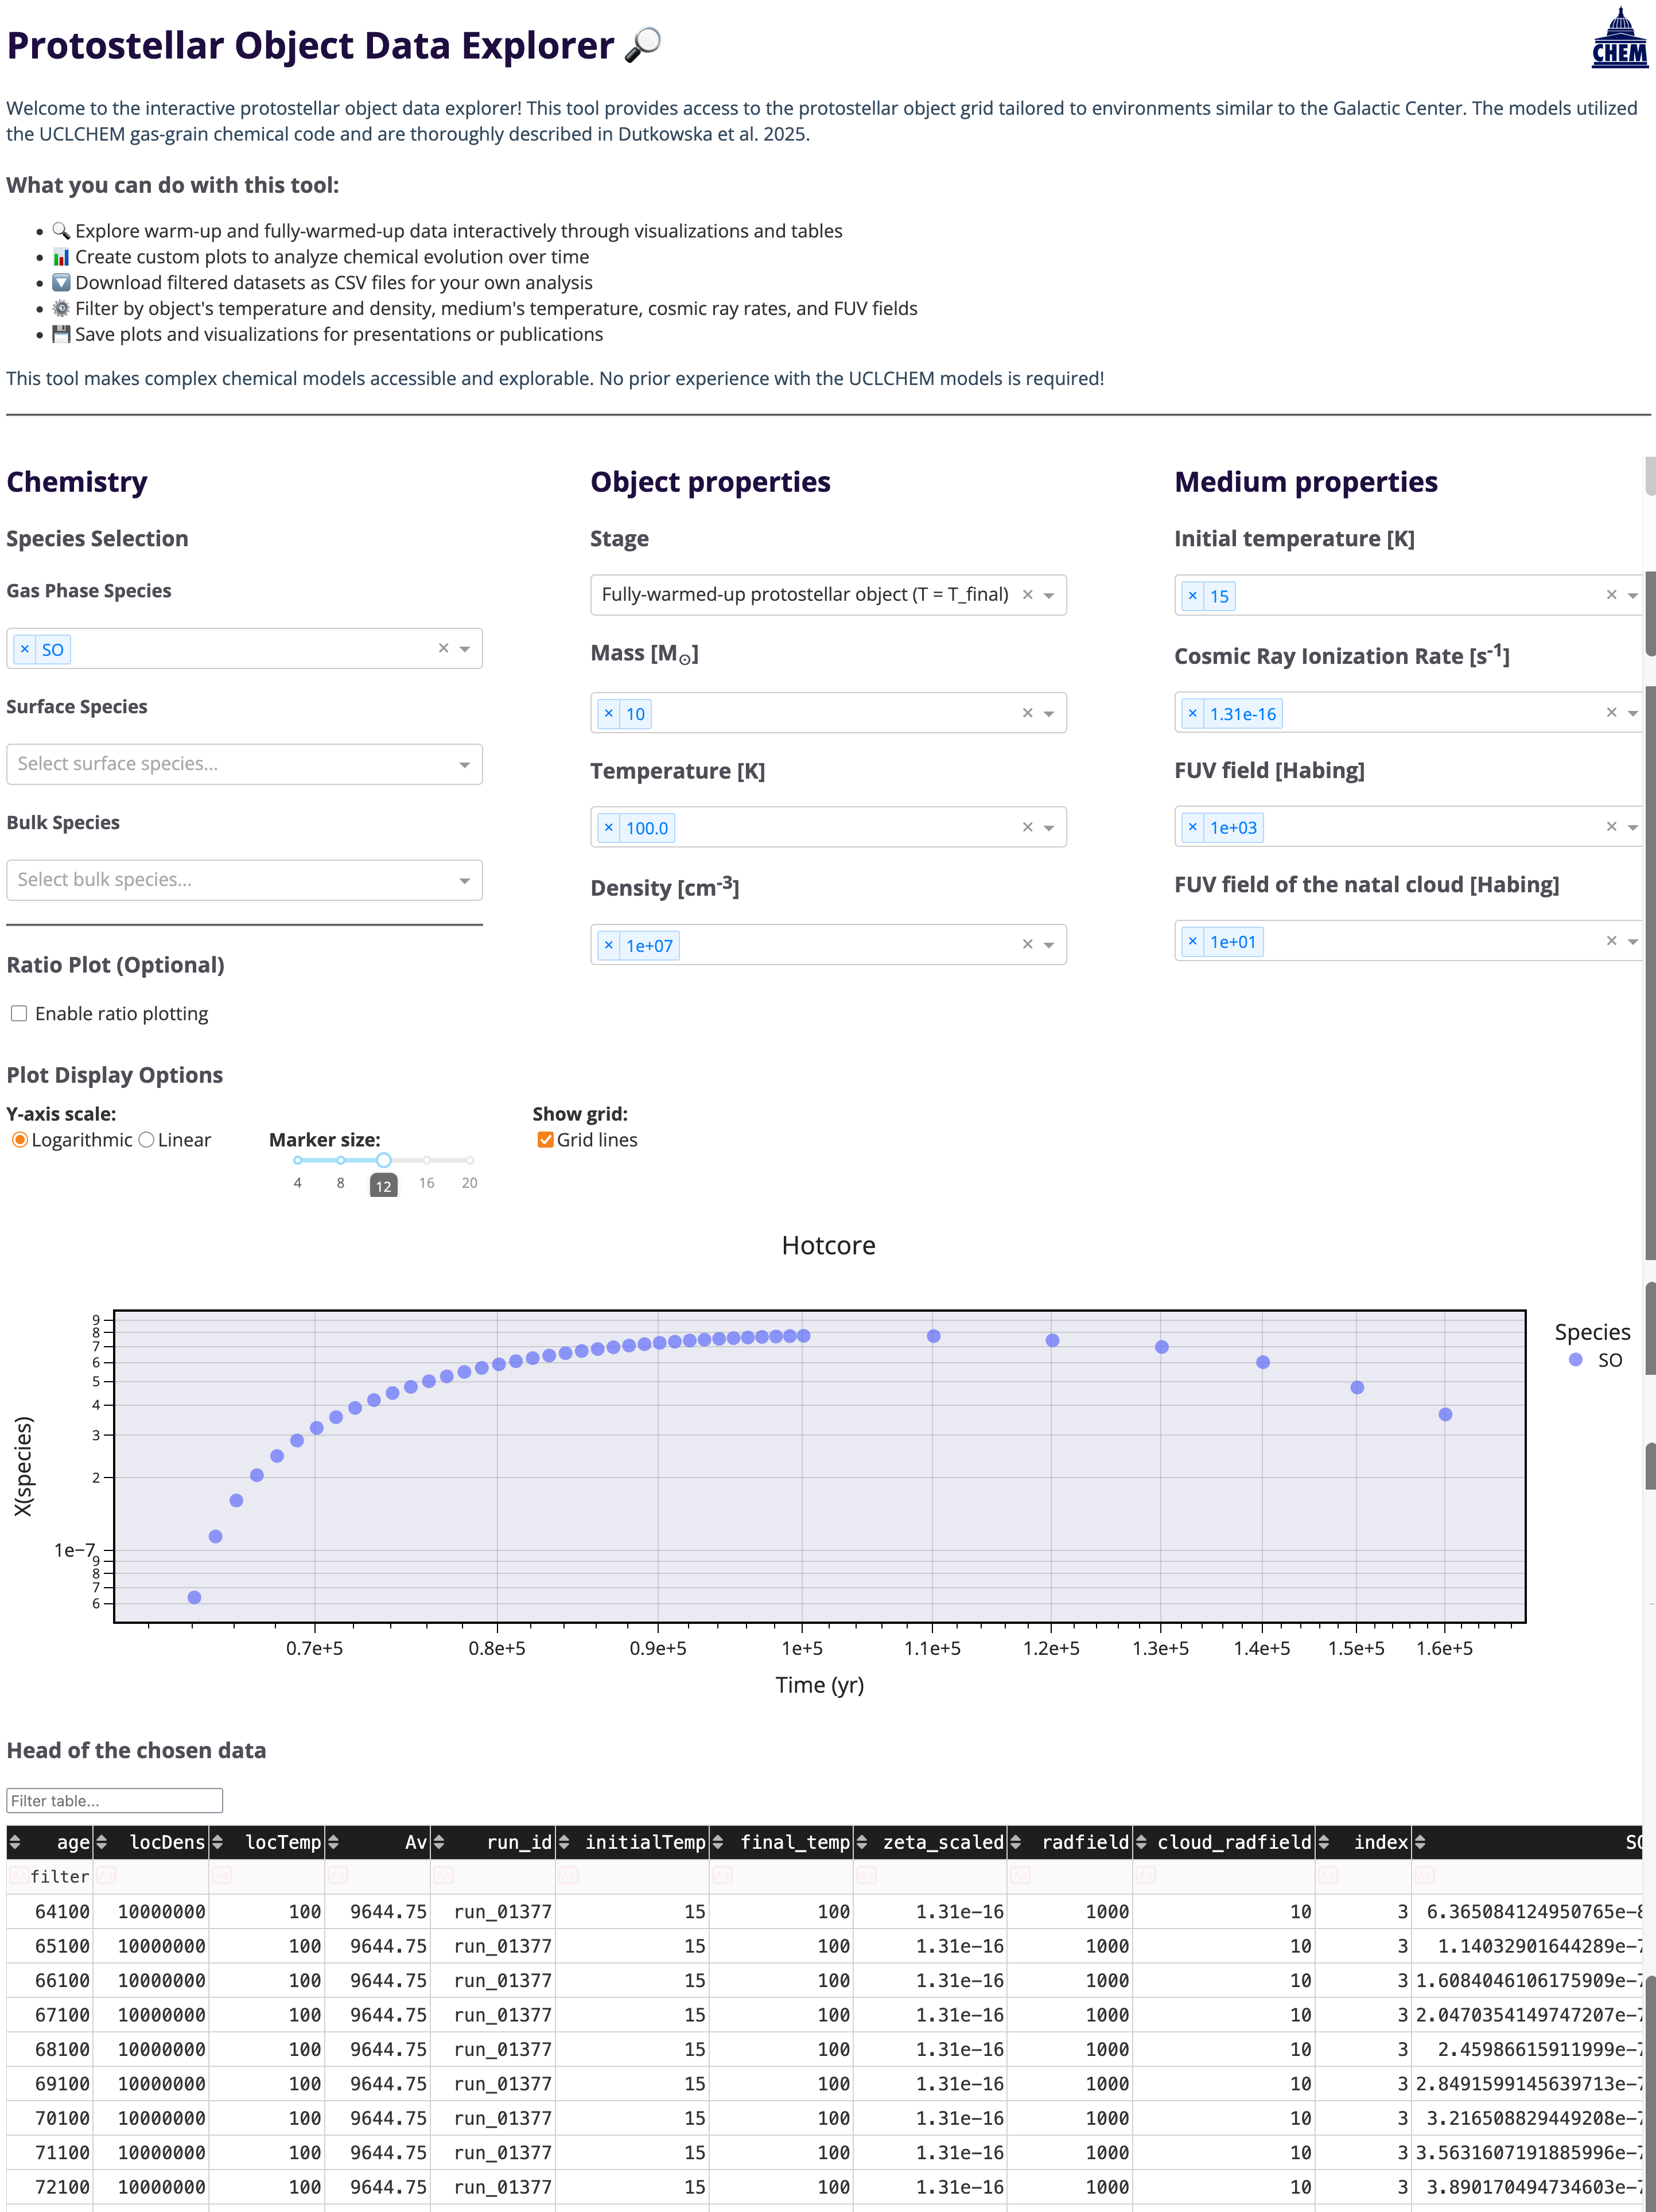 Protostellar Object Data Explorer 🔎
CHEM
Welcome to the interactive protostellar object data explorer! This tool provides access to the protostellar object grid tailored to environments similar to the Galactic Center. The models utilized
the UCLCHEM gas-grain chemical code and are thoroughly described in Dutkowska et al. 2025.
What you can do with this tool:
• 🔍 Explore warm-up and fully-warmed-up data interactively through visualizations and tables
• 📊 Create custom plots to analyze chemical evolution over time
• 🔽 Download filtered datasets as CSV files for your own analysis
• ⚙️ Filter by object's temperature and density, medium's temperature, cosmic ray rates, and FUV fields
• 💾 Save plots and visualizations for presentations or publications
This tool makes complex chemical models accessible and explorable. No prior experience with the UCLCHEM models is required!
Chemistry
Species Selection
Gas Phase Species
× SO ×
Surface Species
Select surface species...
Bulk Species
Select bulk species...
Ratio Plot (Optional)
Enable ratio plotting
Object properties
Stage
Fully-warmed-up protostellar object (T = T_final) ×
Mass [M⊙]
× 10 ×
Temperature [K]
× 100.0 ×
Density [cm⁻³]
× 1e+07 ×
Medium properties
Initial temperature [K]
× 15 ×
Cosmic Ray Ionization Rate [s⁻¹]
× 1.31e-16 ×
FUV field [Habing]
× 1e+03 ×
FUV field of the natal cloud [Habing]
× 1e+01 ×
Plot Display Options
Y-axis scale:
Logarithmic Linear
Marker size:
4 8 12 16 20
Show grid:
Grid lines
Hotcore
9
8
7
6
5
4
3
2
1e−7
9
8
7
6
X(species)
0.7e+5 0.8e+5 0.9e+5 1e+5 1.1e+5 1.2e+5 1.3e+5 1.4e+5 1.5e+5 1.6e+5
Time (yr)
Species
SO
Head of the chosen data
Filter table...
age locDens locTemp Av run_id initialTemp final_temp zeta_scaled radfield cloud_radfield index
filter
64100 10000000 100 9644.75 run_01377 15 100 1.31e-16 1000 10 3 6.365084124950765e-8
65100 10000000 100 9644.75 run_01377 15 100 1.31e-16 1000 10 3 1.14032901644289e-7
66100 10000000 100 9644.75 run_01377 15 100 1.31e-16 1000 10 3 1.6084046106175909e-7
67100 10000000 100 9644.75 run_01377 15 100 1.31e-16 1000 10 3 2.0470354149747207e-7
68100 10000000 100 9644.75 run_01377 15 100 1.31e-16 1000 10 3 2.45986615911999e-7
69100 10000000 100 9644.75 run_01377 15 100 1.31e-16 1000 10 3 2.8491599145639713e-7
70100 10000000 100 9644.75 run_01377 15 100 1.31e-16 1000 10 3 3.216508829449208e-7
71100 10000000 100 9644.75 run_01377 15 100 1.31e-16 1000 10 3 3.5631607191885996e-7
72100 10000000 100 9644.75 run_01377 15 100 1.31e-16 1000 10 3 3.890170494734603e-7